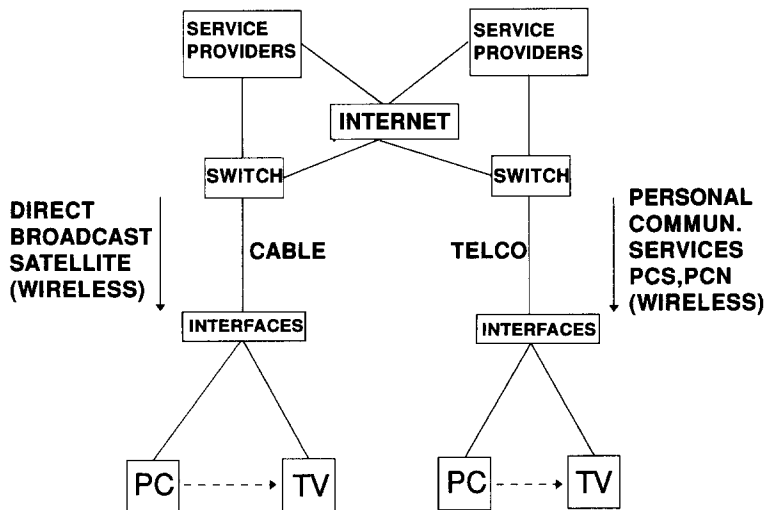 SERVICE
PROVIDERS
SERVICE
PROVIDERS
INTERNET
SWITCH
SWITCH
DIRECT
BROADCAST
SATELLITE
(WIRELESS)
CABLE
TELCO
PERSONAL
COMMUN.
SERVICES
PCS,PCN
(WIRELESS)
INTERFACES
INTERFACES
PC
TV
PC
TV